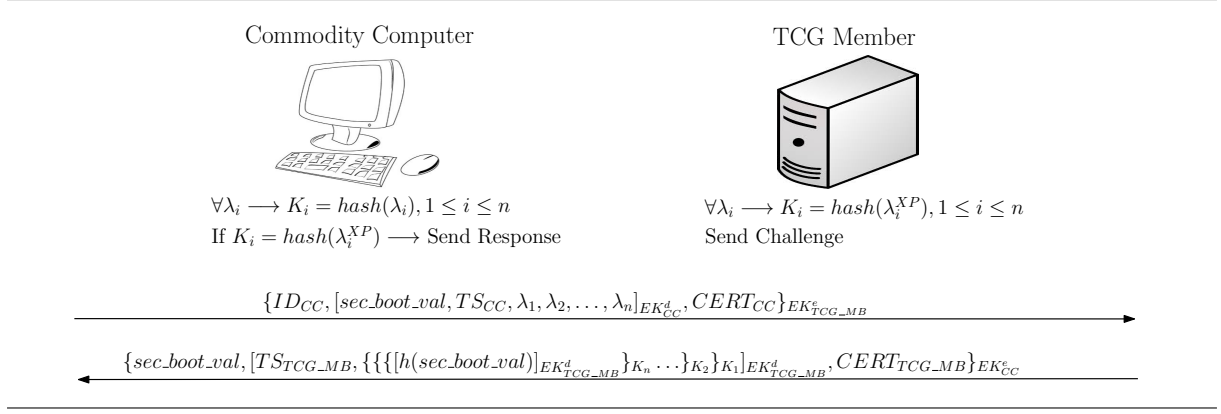 Commodity Computer
TCG Member
∀λ_i ⟶ K_i = hash(λ_i), 1 ≤ i ≤ n
If K_i = hash(λ_i^{XP}) ⟶ Send Response
∀λ_i ⟶ K_i = hash(λ_i^{XP}), 1 ≤ i ≤ n
Send Challenge
{ID_{CC}, [sec_boot_val, TS_{CC}, λ_1, λ_2, …, λ_n]_{EK^d_{CC}}, CERT_{CC}}_{EK^e_{TCG_MB}}
{sec_boot_val, [TS_{TCG_MB}, {{{[h(sec_boot_val)]_{EK^d_{TCG_MB}}}_{K_n} …}_{K_2}}_{K_1}]_{EK^d_{TCG_MB}}, CERT_{TCG_MB}}_{EK^e_{CC}}